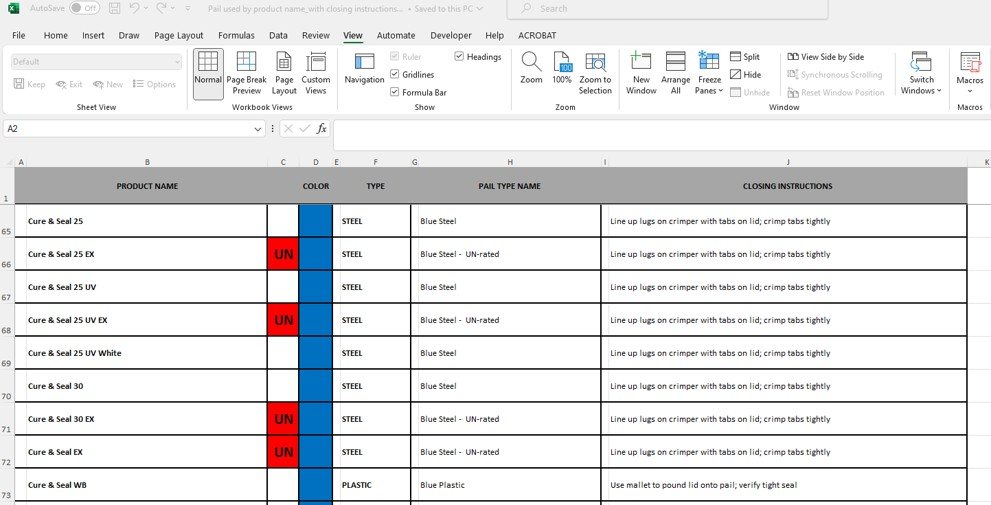 AutoSave Off Pail used by product name_with closing instructions... • Saved to this PC Search
File Home Insert Draw Page Layout Formulas Data Review View Automate Developer Help ACROBAT
Default
Keep Exit New Options
Sheet View
Normal Page Break Preview Page Layout Custom Views
Workbook Views
Navigation Ruler Headings
Gridlines
Formula Bar
Show
Zoom 100% Zoom to Selection
Zoom
New Window Arrange All Freeze Panes Split
Hide
Unhide
View Side by Side
Synchronous Scrolling
Reset Window Position
Window
Switch Windows
Macros
Macros
A2 fx
A B C D E F G H I J K
1 PRODUCT NAME COLOR TYPE PAIL TYPE NAME CLOSING INSTRUCTIONS
65 Cure & Seal 25 STEEL Blue Steel Line up lugs on crimper with tabs on lid; crimp tabs tightly
66 Cure & Seal 25 EX UN STEEL Blue Steel - UN-rated Line up lugs on crimper with tabs on lid; crimp tabs tightly
67 Cure & Seal 25 UV STEEL Blue Steel Line up lugs on crimper with tabs on lid; crimp tabs tightly
68 Cure & Seal 25 UV EX UN STEEL Blue Steel - UN-rated Line up lugs on crimper with tabs on lid; crimp tabs tightly
69 Cure & Seal 25 UV White STEEL Blue Steel Line up lugs on crimper with tabs on lid; crimp tabs tightly
70 Cure & Seal 30 STEEL Blue Steel Line up lugs on crimper with tabs on lid; crimp tabs tightly
71 Cure & Seal 30 EX UN STEEL Blue Steel - UN-rated Line up lugs on crimper with tabs on lid; crimp tabs tightly
72 Cure & Seal EX UN STEEL Blue Steel - UN-rated Line up lugs on crimper with tabs on lid; crimp tabs tightly
73 Cure & Seal WB PLASTIC Blue Plastic Use mallet to pound lid onto pail; verify tight seal